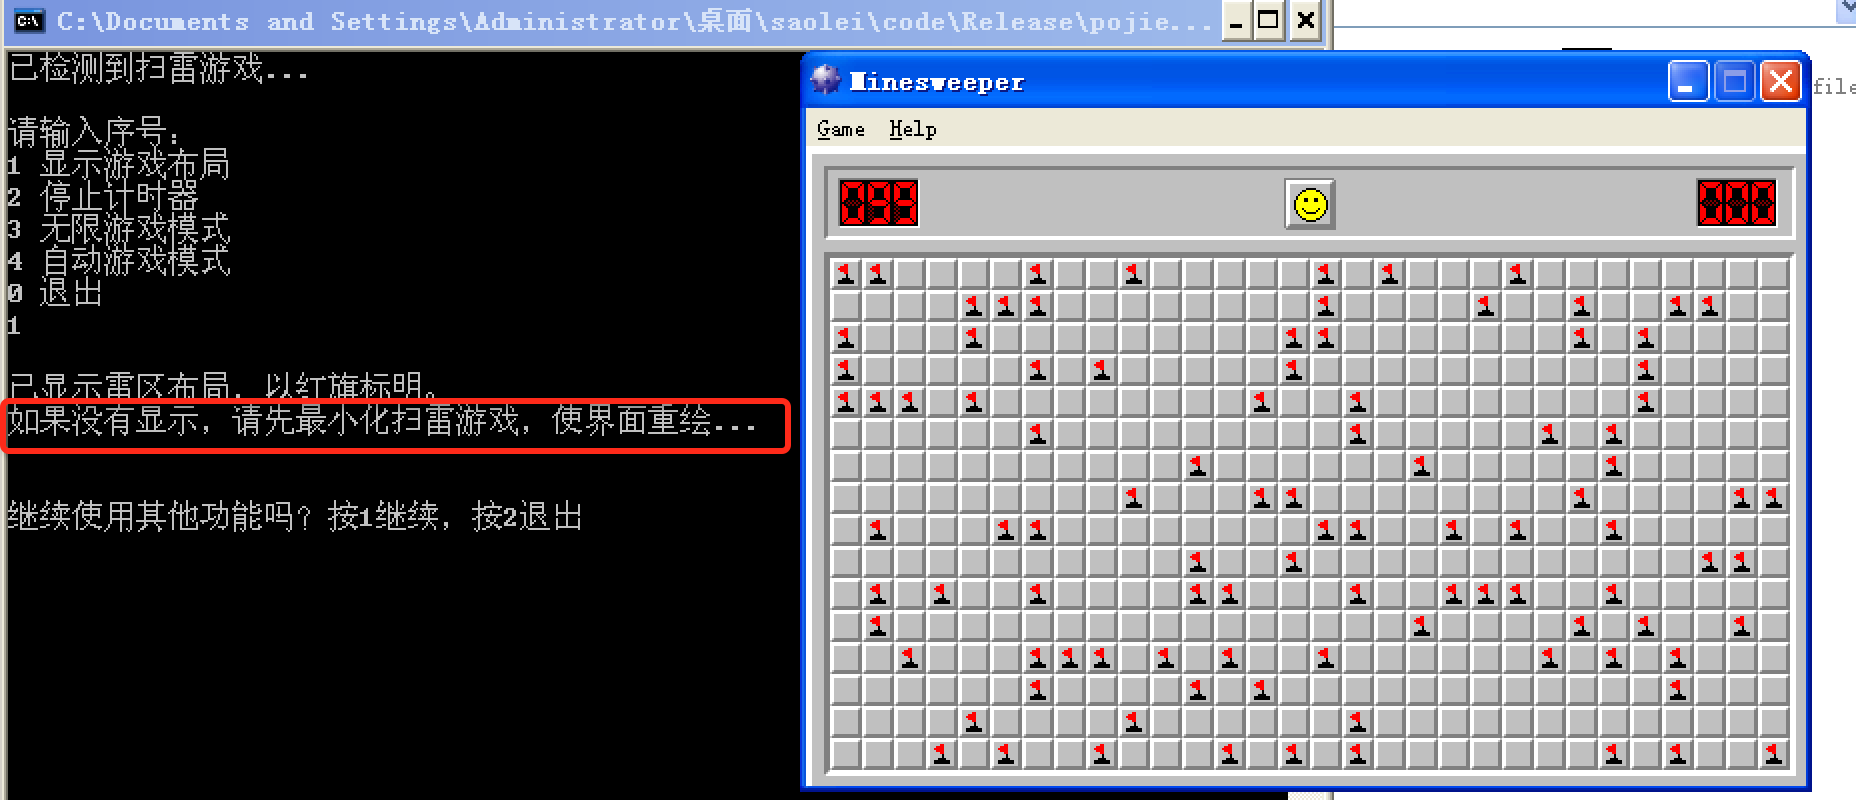 C:\Documents and Settings\Administrator\桌面\saolei\code\Release\pojie...
已检测到扫雷游戏...
请输入序号：
1 显示游戏布局
2 停止计时器
3 无限游戏模式
4 自动游戏模式
0 退出
1
已显示雷区布局，以红旗标明。
如果没有显示，请先最小化扫雷游戏，使界面重绘...
继续使用其他功能吗？按1继续，按2退出
Minesweeper
Game Help
099
000
file